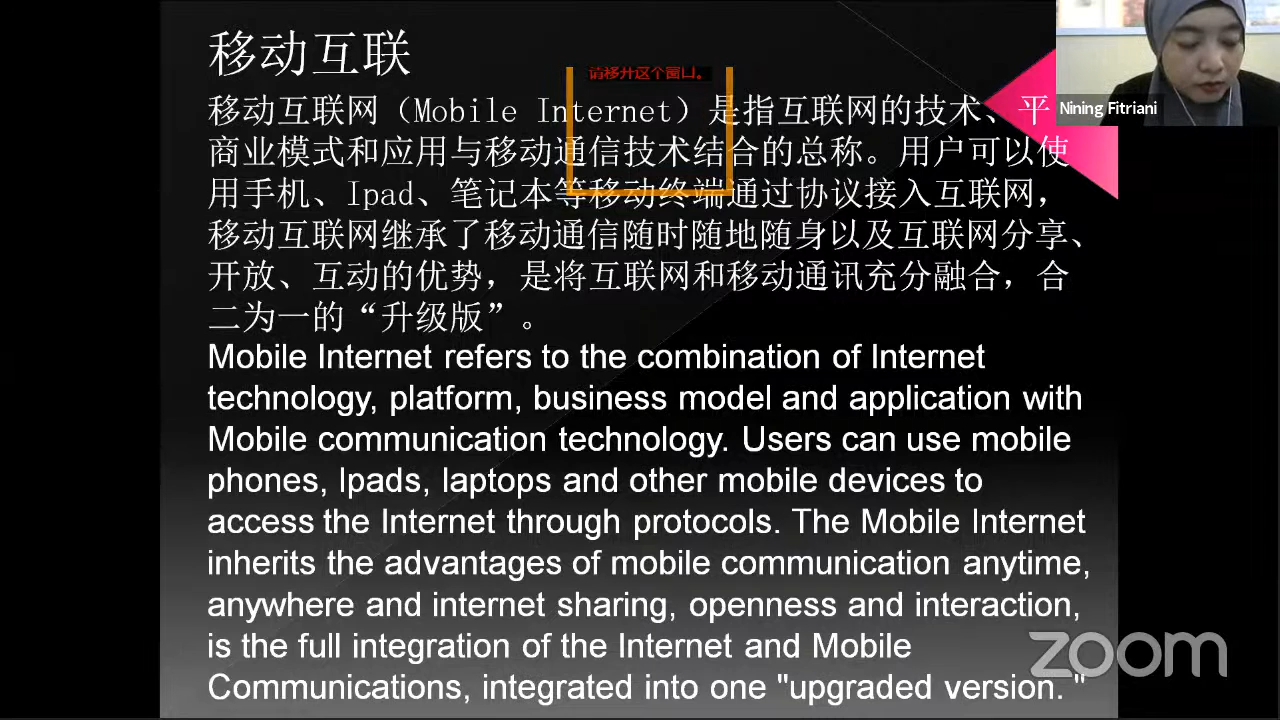 移动互联
请移开这个窗口。
移动互联网（Mobile Internet）是指互联网的技术、平
商业模式和应用与移动通信技术结合的总称。用户可以使
用手机、Ipad、笔记本等移动终端通过协议接入互联网，
移动互联网继承了移动通信随时随地随身以及互联网分享、
开放、互动的优势，是将互联网和移动通讯充分融合，合
二为一的“升级版”。
Mobile Internet refers to the combination of Internet
technology, platform, business model and application with
Mobile communication technology. Users can use mobile
phones, Ipads, laptops and other mobile devices to
access the Internet through protocols. The Mobile Internet
inherits the advantages of mobile communication anytime,
anywhere and internet sharing, openness and interaction,
is the full integration of the Internet and Mobile
Communications, integrated into one "upgraded version. "
Nining Fitriani
zoom